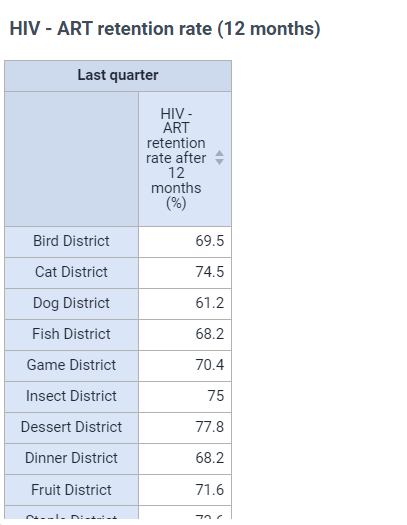 HIV - ART retention rate (12 months)
Last quarter
HIV -
ART
retention
rate after
12
months
(%)
Bird District 69.5
Cat District 74.5
Dog District 61.2
Fish District 68.2
Game District 70.4
Insect District 75
Dessert District 77.8
Dinner District 68.2
Fruit District 71.6